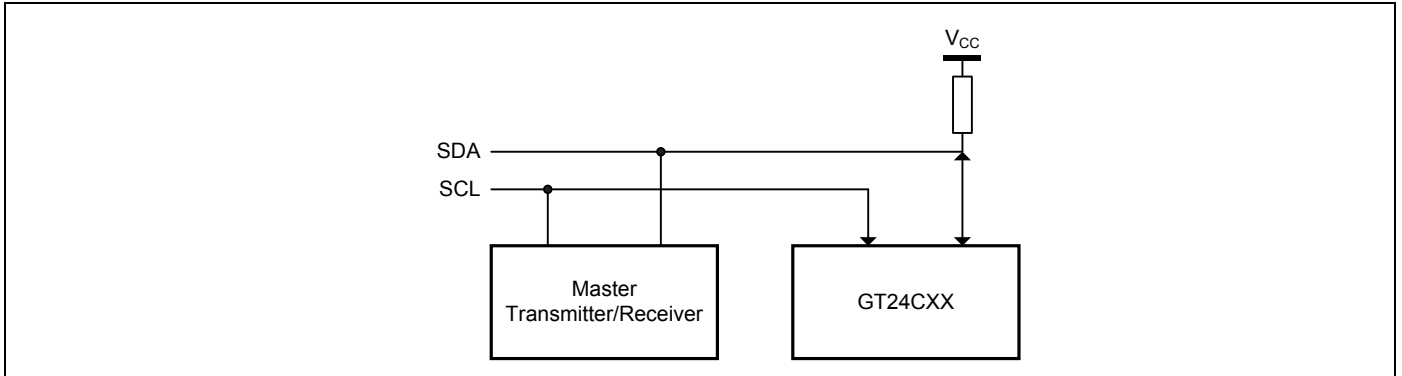 VCC
SDA
SCL
Master
Transmitter/Receiver
GT24CXX